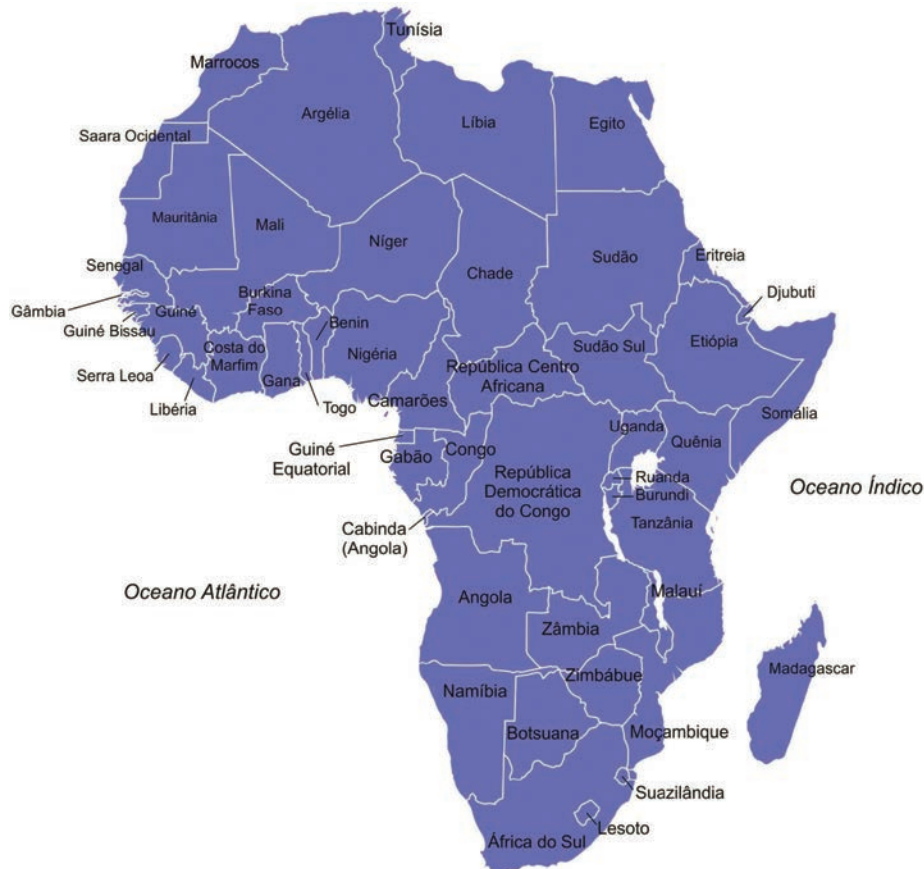 Tunísia
Marrocos
Argélia
Líbia
Egito
Saara Ocidental
Mauritânia
Mali
Níger
Chade
Sudão
Eritreia
Senegal
Djubuti
Gâmbia
Burkina
Faso
Guiné
Guiné Bissau
Benin
Nigéria
Sudão Sul
Etiópia
Costa do
Marfim
República Centro
Africana
Serra Leoa
Gana
Libéria
Togo
Camarões
Somália
Uganda
Quênia
Guiné
Equatorial
Gabão
Congo
República
Democrática
do Congo
Ruanda
Burundi
Oceano Índico
Tanzânia
Cabinda
(Angola)
Oceano Atlântico
Angola
Malauí
Zâmbia
Madagascar
Zimbábue
Namíbia
Botsuana
Moçambique
Suazilândia
Lesoto
África do Sul